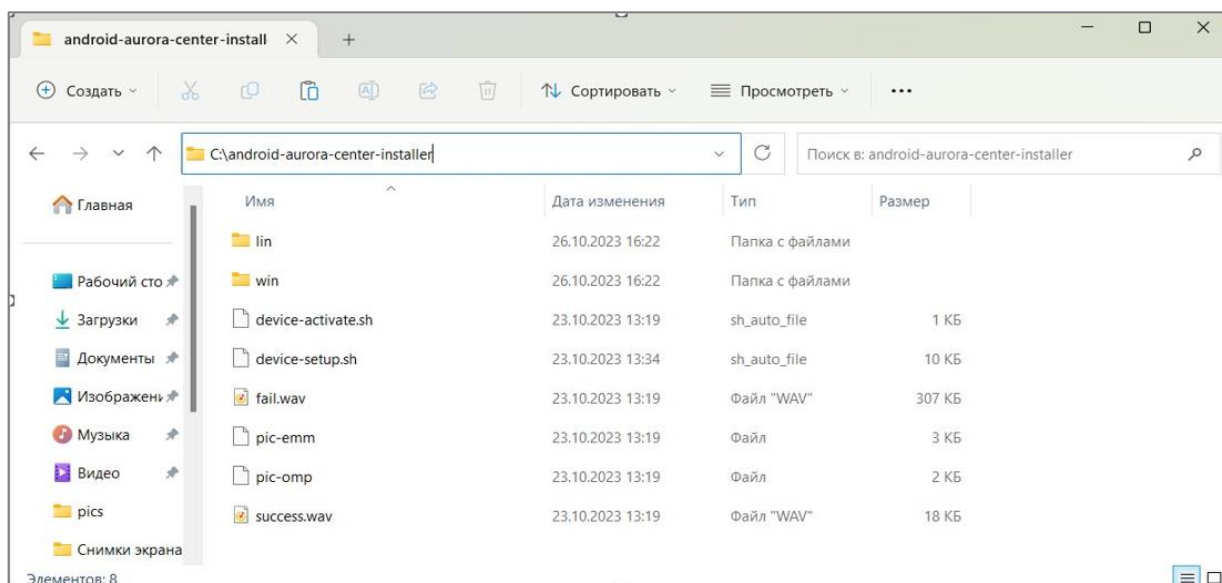 android-aurora-center-install
Создать Сортировать Просмотреть
C:\android-aurora-center-installer Поиск в: android-aurora-center-installer
Главная
Рабочий сто
Загрузки
Документы
Изображени
Музыка
Видео
pics
Снимки экрана
Имя Дата изменения Тип Размер
lin 26.10.2023 16:22 Папка с файлами
win 26.10.2023 16:22 Папка с файлами
device-activate.sh 23.10.2023 13:19 sh_auto_file 1 КБ
device-setup.sh 23.10.2023 13:34 sh_auto_file 10 КБ
fail.wav 23.10.2023 13:19 Файл "WAV" 307 КБ
pic-emm 23.10.2023 13:19 Файл 3 КБ
pic-omp 23.10.2023 13:19 Файл 2 КБ
success.wav 23.10.2023 13:19 Файл "WAV" 18 КБ
Элементов: 8